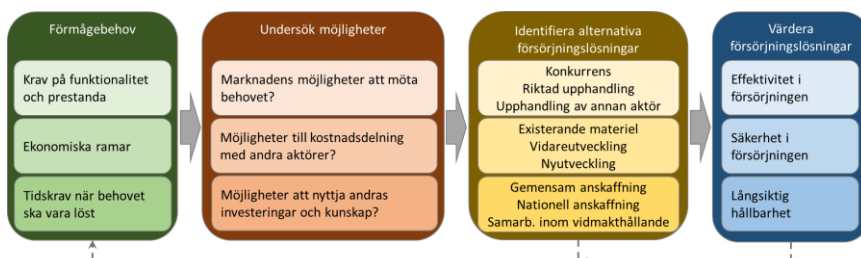 Förmågebehov
Krav på funktionalitet
och prestanda
Ekonomiska ramar
Tidskrav när behovet
ska vara löst
Undersök möjligheter
Marknadens möjligheter att möta
behovet?
Möjligheter till kostnadsdelning
med andra aktörer?
Möjligheter att nyttja andras
investeringar och kunskap?
Identifiera alternativa
försörjningslösningar
Konkurrens
Riktad upphandling
Upphandling av annan aktör
Existerande materiel
Vidareutveckling
Nyutveckling
Gemensam anskaffning
Nationell anskaffning
Samarb. inom vidmakthållande
Värdera
försörjningslösningar
Effektivitet i
försörjningen
Säkerhet i
försörjningen
Långsiktig
hållbarhet